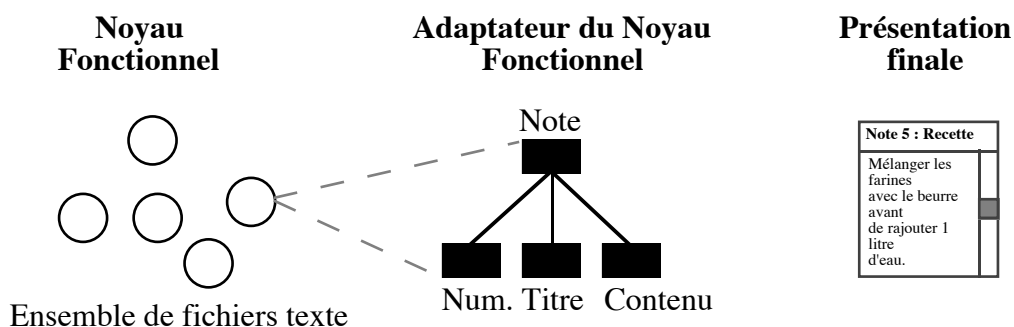 Noyau
Fonctionnel
Adaptateur du Noyau
Fonctionnel
Présentation
finale
Note
Note 5 : Recette
Mélanger les
farines
avec le beurre
avant
de rajouter 1
litre
d'eau.
Num. Titre Contenu
Ensemble de fichiers texte